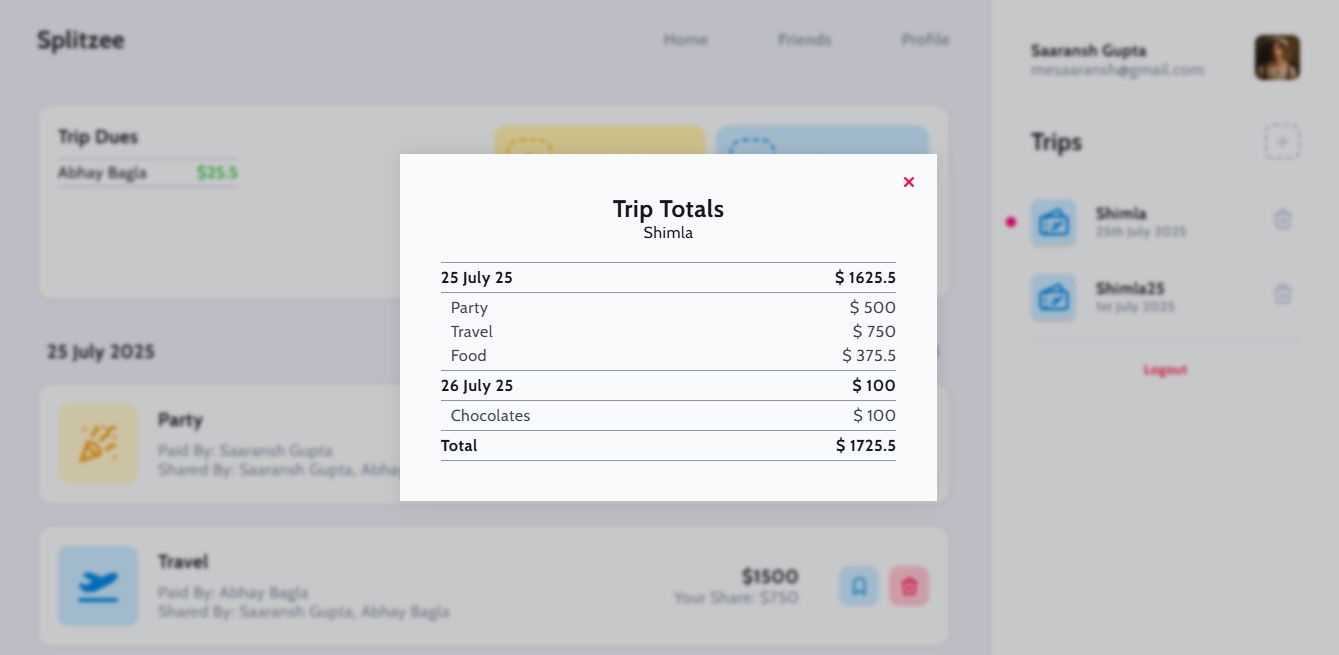 Splitzee
Home Friends Profile
Saaransh Gupta
mesaaransh@gmail.com
Trip Dues
Abhay Bagla $25.5
Trips
Shimla
25th July 2025
Shimla25
1st July 2025
Logout
Trip Totals
Shimla
25 July 25 $ 1625.5
Party $ 500
Travel $ 750
Food $ 375.5
26 July 25 $ 100
Chocolates $ 100
Total $ 1725.5
25 July 2025
Party
Paid By: Saaransh Gupta
Shared By: Saaransh Gupta,
Travel
Paid By: Abhay Bagla
Shared By: Saaransh Gupta, Abhay Bagla
$1500
Your Share: $750